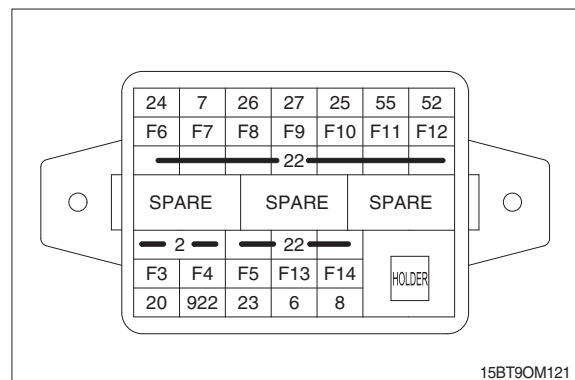 24 7 26 27 25 55 52
F6 F7 F8 F9 F10 F11 F12
22
SPARE SPARE SPARE
2 22
F3 F4 F5 F13 F14
HOLDER
20 922 23 6 8
15BT9OM121